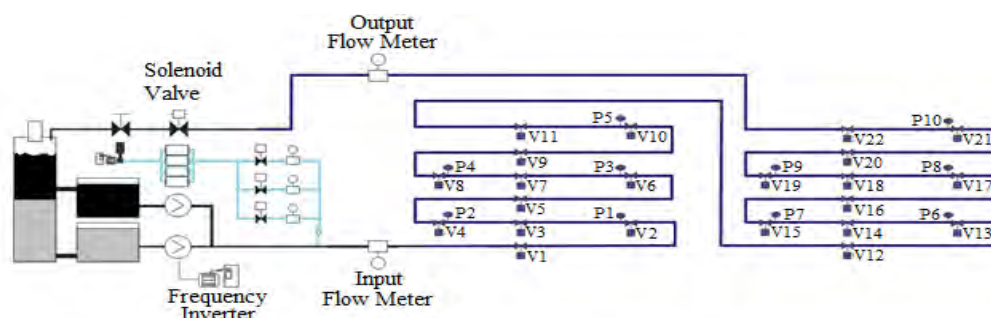 Output
Flow Meter
Solenoid
Valve
P5
V11
V10
P10
V22
V21
P4
V9
P3
V8
V7
V6
P9
V20
P8
V19
V18
V17
P2
V5
P1
V4
V3
V2
P7
V16
P6
V15
V14
V13
V1
V12
Input
Flow Meter
Frequency
Inverter